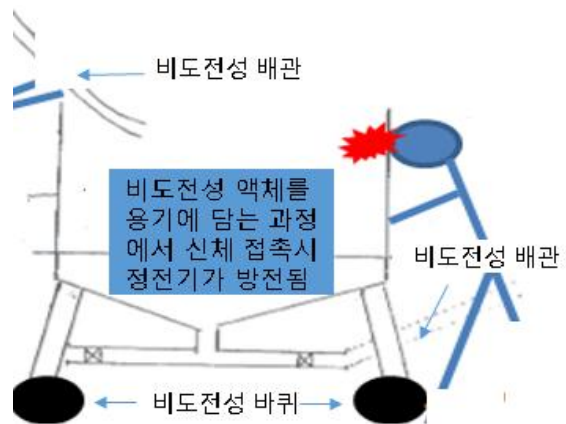 비도전성 배관
비도전성 액체를
용기에 담는 과정
에서 신체 접촉시
정전기가 방전됨
비도전성 배관
비도전성 바퀴